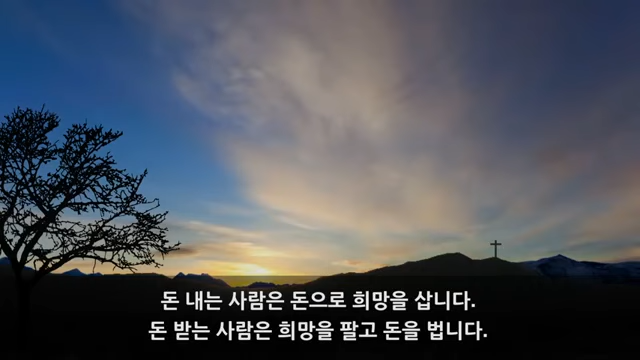 돈 내는 사람은 돈으로 희망을 삽니다.
돈 받는 사람은 희망을 팔고 돈을 법니다.